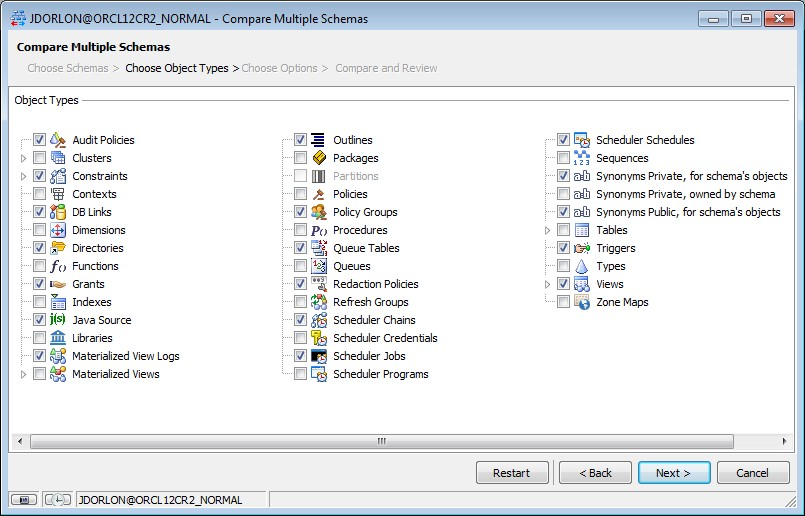 JDORLON@ORCL12CR2_NORMAL - Compare Multiple Schemas
Compare Multiple Schemas
Choose Schemas > Choose Object Types > Choose Options > Compare and Review
Object Types
Audit Policies
Clusters
Constraints
Contexts
DB Links
Dimensions
Directories
Functions
Grants
Indexes
Java Source
Libraries
Materialized View Logs
Materialized Views
Outlines
Packages
Partitions
Policies
Policy Groups
Procedures
Queue Tables
Queues
Redaction Policies
Refresh Groups
Scheduler Chains
Scheduler Credentials
Scheduler Jobs
Scheduler Programs
Scheduler Schedules
Sequences
Synonyms Private, for schema's objects
Synonyms Private, owned by schema
Synonyms Public, for schema's objects
Tables
Triggers
Types
Views
Zone Maps
Restart
< Back
Next >
Cancel
JDORLON@ORCL12CR2_NORMAL